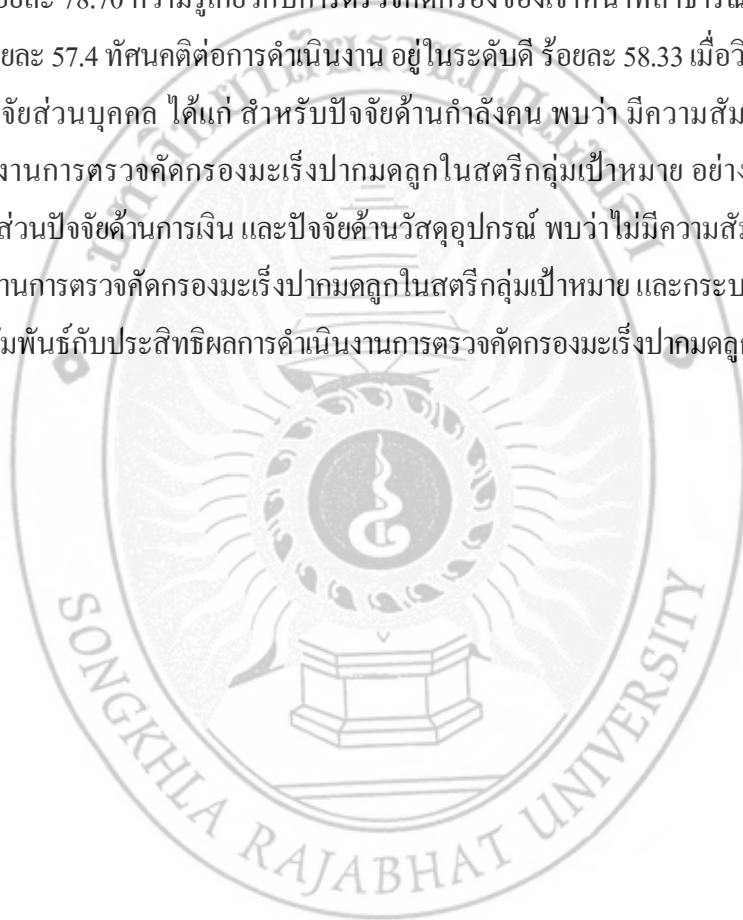 ร้อยละ 78.70 ความรู้เกี่ยวกับการตรวจคัดกรองของเจ้าหน้าที่สาธารณ
ยละ 57.4 ทัศนคติต่อการดำเนินงาน อยู่ในระดับดี ร้อยละ 58.33 เมื่อวิ
จัยส่วนบุคคล ได้แก่ สำหรับปัจจัยด้านกำลังคน พบว่า มีความสัม
งานการตรวจคัดกรองมะเร็งปากมดลูกในสตรีกลุ่มเป้าหมาย อย่าง
ส่วนปัจจัยด้านการเงิน และปัจจัยด้านวัสดุอุปกรณ์ พบว่าไม่มีความสัม
านการตรวจคัดกรองมะเร็งปากมดลูกในสตรีกลุ่มเป้าหมาย และกระบ
ัมพันธ์กับประสิทธิผลการดำเนินงานการตรวจคัดกรองมะเร็งปากมดลูก
มหาวิทยาลัยราชภัฏสงขลา
SONGKHLA RAJABHAT UNIVERSITY